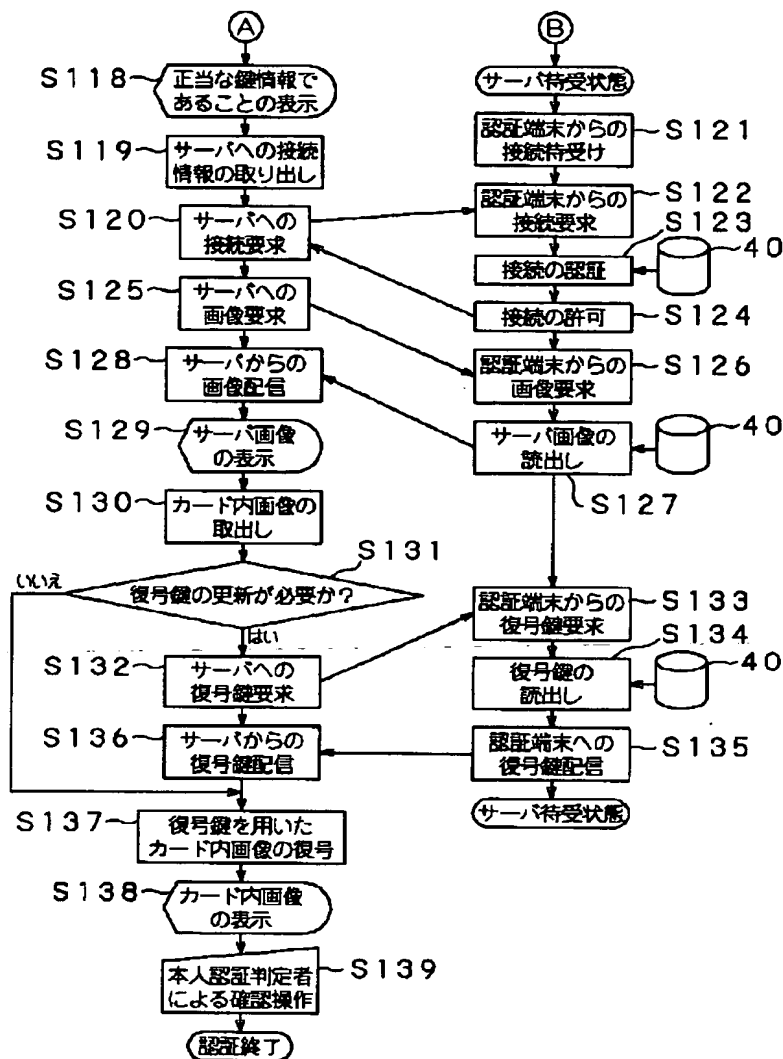 A
S118
正当な鍵情報で
あることの表示
S119
サーバへの接続
情報の取り出し
S120
サーバへの
接続要求
S125
サーバへの
画像要求
S128
サーバからの
画像配信
S129
サーバ画像
の表示
S130
カード内画像の
取出し
S131
復号鍵の更新が必要か?
いいえ
はい
S132
サーバへの
復号鍵要求
S136
サーバからの
復号鍵配信
S137
復号鍵を用いた
カード内画像の復号
S138
カード内画像
の表示
本人認証判定者
による確認操作
S139
認証終了
B
サーバ待受状態
認証端末からの
接続待受け
S121
認証端末からの
接続要求
S122
S123
接続の認証
40
接続の許可
S124
認証端末からの
画像要求
S126
サーバ画像の
読出し
40
S127
認証端末からの
復号鍵要求
S133
S134
復号鍵の
読出し
40
認証端末への
復号鍵配信
S135
サーバ待受状態